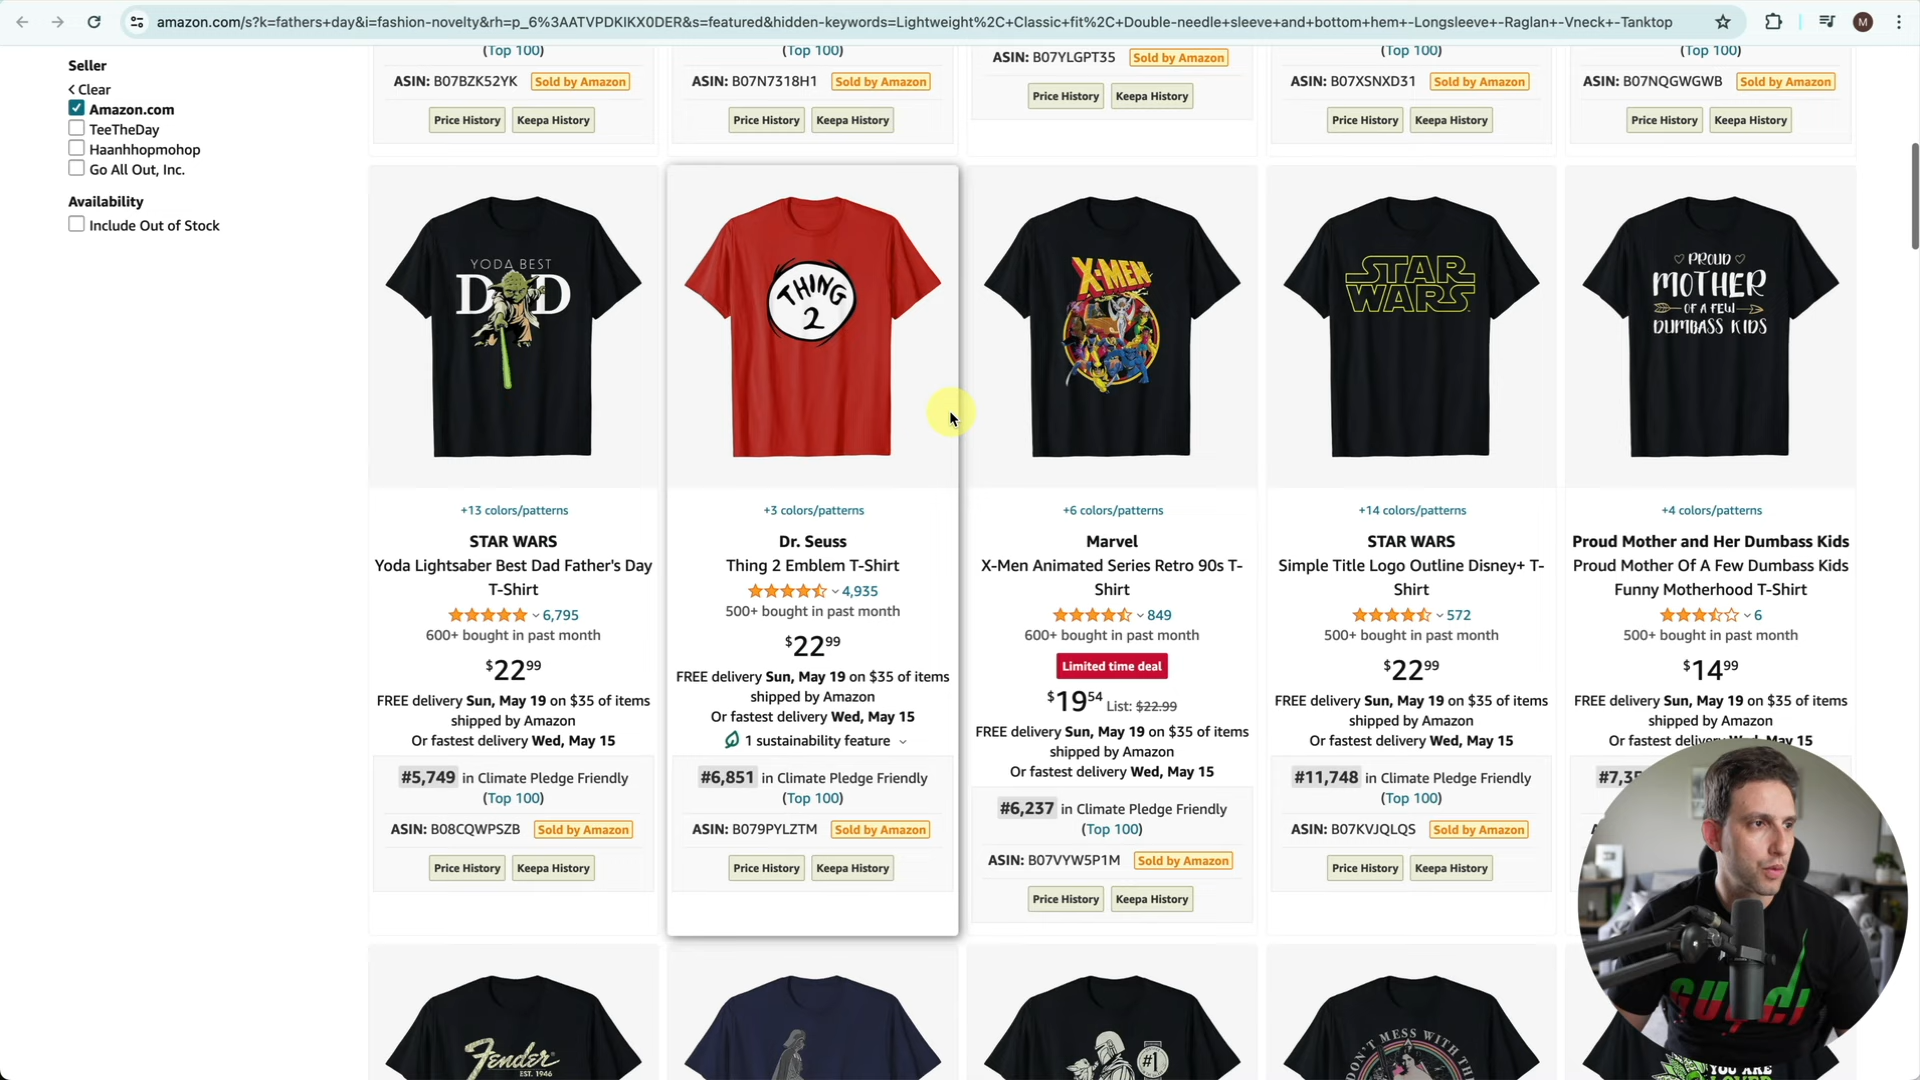 amazon.com/s?k=fathers+day&i=fashion-novelty&rh=p_6%3AATVPDKIKX0DER&s=featured&hidden-keywords=Lightweight%2C+Classic+fit%2C+Double-needle+sleeve+and+bottom+hem+-Longsleeve+-Raglan+-Vneck+-Tanktop
M
Seller
Clear
Amazon.com
TeeTheDay
Haanhhopmohop
Go All Out, Inc.
Availability
Include Out of Stock
(Top 100)
ASIN: B07BZK52YK Sold by Amazon
Price History Keepa History
(Top 100)
ASIN: B07N7318H1 Sold by Amazon
Price History Keepa History
ASIN: B07YLGPT35 Sold by Amazon
Price History Keepa History
(Top 100)
ASIN: B07XSNXD31 Sold by Amazon
Price History Keepa History
(Top 100)
ASIN: B07NQGWGWB Sold by Amazon
Price History Keepa History
YODA BEST
DAD
+13 colors/patterns
STAR WARS
Yoda Lightsaber Best Dad Father's Day
T-Shirt
6,795
600+ bought in past month
$22 99
FREE delivery Sun, May 19 on $35 of items
shipped by Amazon
Or fastest delivery Wed, May 15
#5,749 in Climate Pledge Friendly
(Top 100)
ASIN: B08CQWPSZB Sold by Amazon
Price History Keepa History
THING
2
+3 colors/patterns
Dr. Seuss
Thing 2 Emblem T-Shirt
4,935
500+ bought in past month
$22 99
FREE delivery Sun, May 19 on $35 of items
shipped by Amazon
Or fastest delivery Wed, May 15
1 sustainability feature
#6,851 in Climate Pledge Friendly
(Top 100)
ASIN: B079PYLZTM Sold by Amazon
Price History Keepa History
X-MEN
+6 colors/patterns
Marvel
X-Men Animated Series Retro 90s T-
Shirt
849
600+ bought in past month
Limited time deal
$19 54 List: $22.99
FREE delivery Sun, May 19 on $35 of items
shipped by Amazon
Or fastest delivery Wed, May 15
#6,237 in Climate Pledge Friendly
(Top 100)
ASIN: B07VYW5P1M Sold by Amazon
Price History Keepa History
STAR
WARS
+14 colors/patterns
STAR WARS
Simple Title Logo Outline Disney+ T-
Shirt
572
500+ bought in past month
$22 99
FREE delivery Sun, May 19 on $35 of items
shipped by Amazon
Or fastest delivery Wed, May 15
#11,748 in Climate Pledge Friendly
(Top 100)
ASIN: B07KVJQLQS Sold by Amazon
Price History Keepa History
PROUD
MOTHER
OF A FEW
DUMBASS KIDS
+4 colors/patterns
Proud Mother and Her Dumbass Kids
Proud Mother Of A Few Dumbass Kids
Funny Motherhood T-Shirt
6
500+ bought in past month
$14 99
FREE delivery Sun, May 19 on $35 of items
shipped by Amazon
Or fastest delivery Wed, May 15
Fender
EST. 1946
#1
DON'T MESS WITH THE
YOU ARE